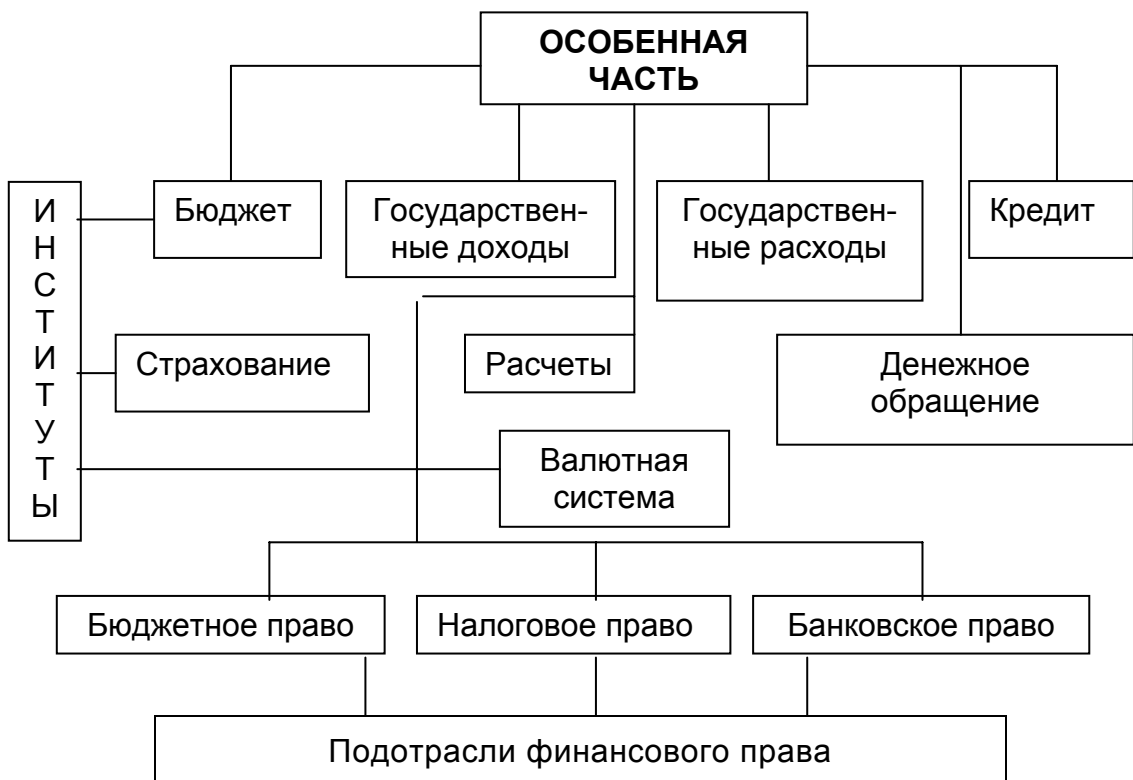 ОСОБЕННАЯ
ЧАСТЬ
ИНСТИТУТЫ
Бюджет
Государствен-
ные доходы
Государствен-
ные расходы
Кредит
Страхование
Расчеты
Денежное
обращение
Валютная
система
Бюджетное право
Налоговое право
Банковское право
Подотрасли финансового права